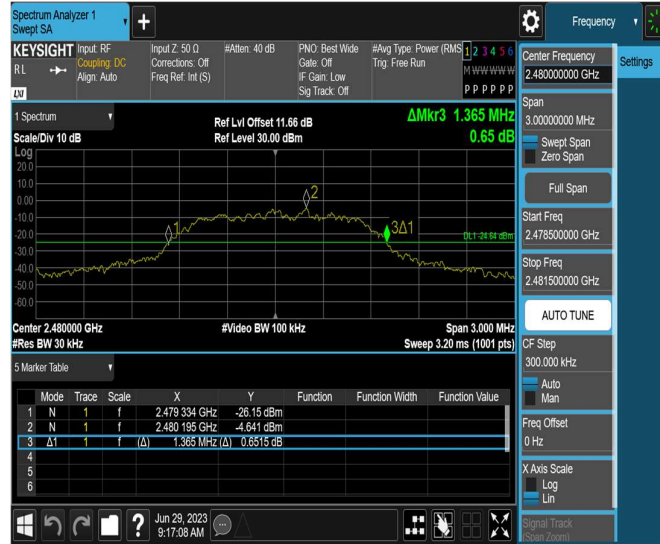 Spectrum Analyzer 1
Swept SA
Frequency
KEYSIGHT
Input: RF
Input Z: 50 Ω
#Atten: 40 dB
PNO: Best Wide
#Avg Type: Power (RMS
1 2 3 4 5 6
RL
Coupling: DC
Corrections: Off
Gate: Off
Trig: Free Run
M W W W W W
Align: Auto
Freq Ref: Int (S)
IF Gain: Low
Sig Track: Off
P P P P P P
LXI
Center Frequency
2.480000000 GHz
Settings
Span
3.00000000 MHz
Swept Span
Zero Span
Full Span
Start Freq
2.478500000 GHz
Stop Freq
2.481500000 GHz
AUTO TUNE
CF Step
300.000 kHz
Auto
Man
Freq Offset
0 Hz
X Axis Scale
Log
Lin
Signal Track
(Span Zoom)
1 Spectrum
Scale/Div 10 dB
Ref Lvl Offset 11.66 dB
Ref Level 30.00 dBm
ΔMkr3 1.365 MHz
0.65 dB
Log
20.0
10.0
0.00
-10.0
-20.0
-30.0
-40.0
-50.0
-60.0
1
2
3Δ1
DL1 -24.64 dBm
Center 2.480000 GHz
#Video BW 100 kHz
Span 3.000 MHz
#Res BW 30 kHz
Sweep 3.20 ms (1001 pts)
5 Marker Table
Mode Trace Scale X Y Function Function Width Function Value
1 N 1 f 2.479 334 GHz -26.15 dBm
2 N 1 f 2.480 195 GHz -4.641 dBm
3 Δ1 1 f (Δ) 1.365 MHz (Δ) 0.6515 dB
4
5
6
Jun 29, 2023
9:17:08 AM